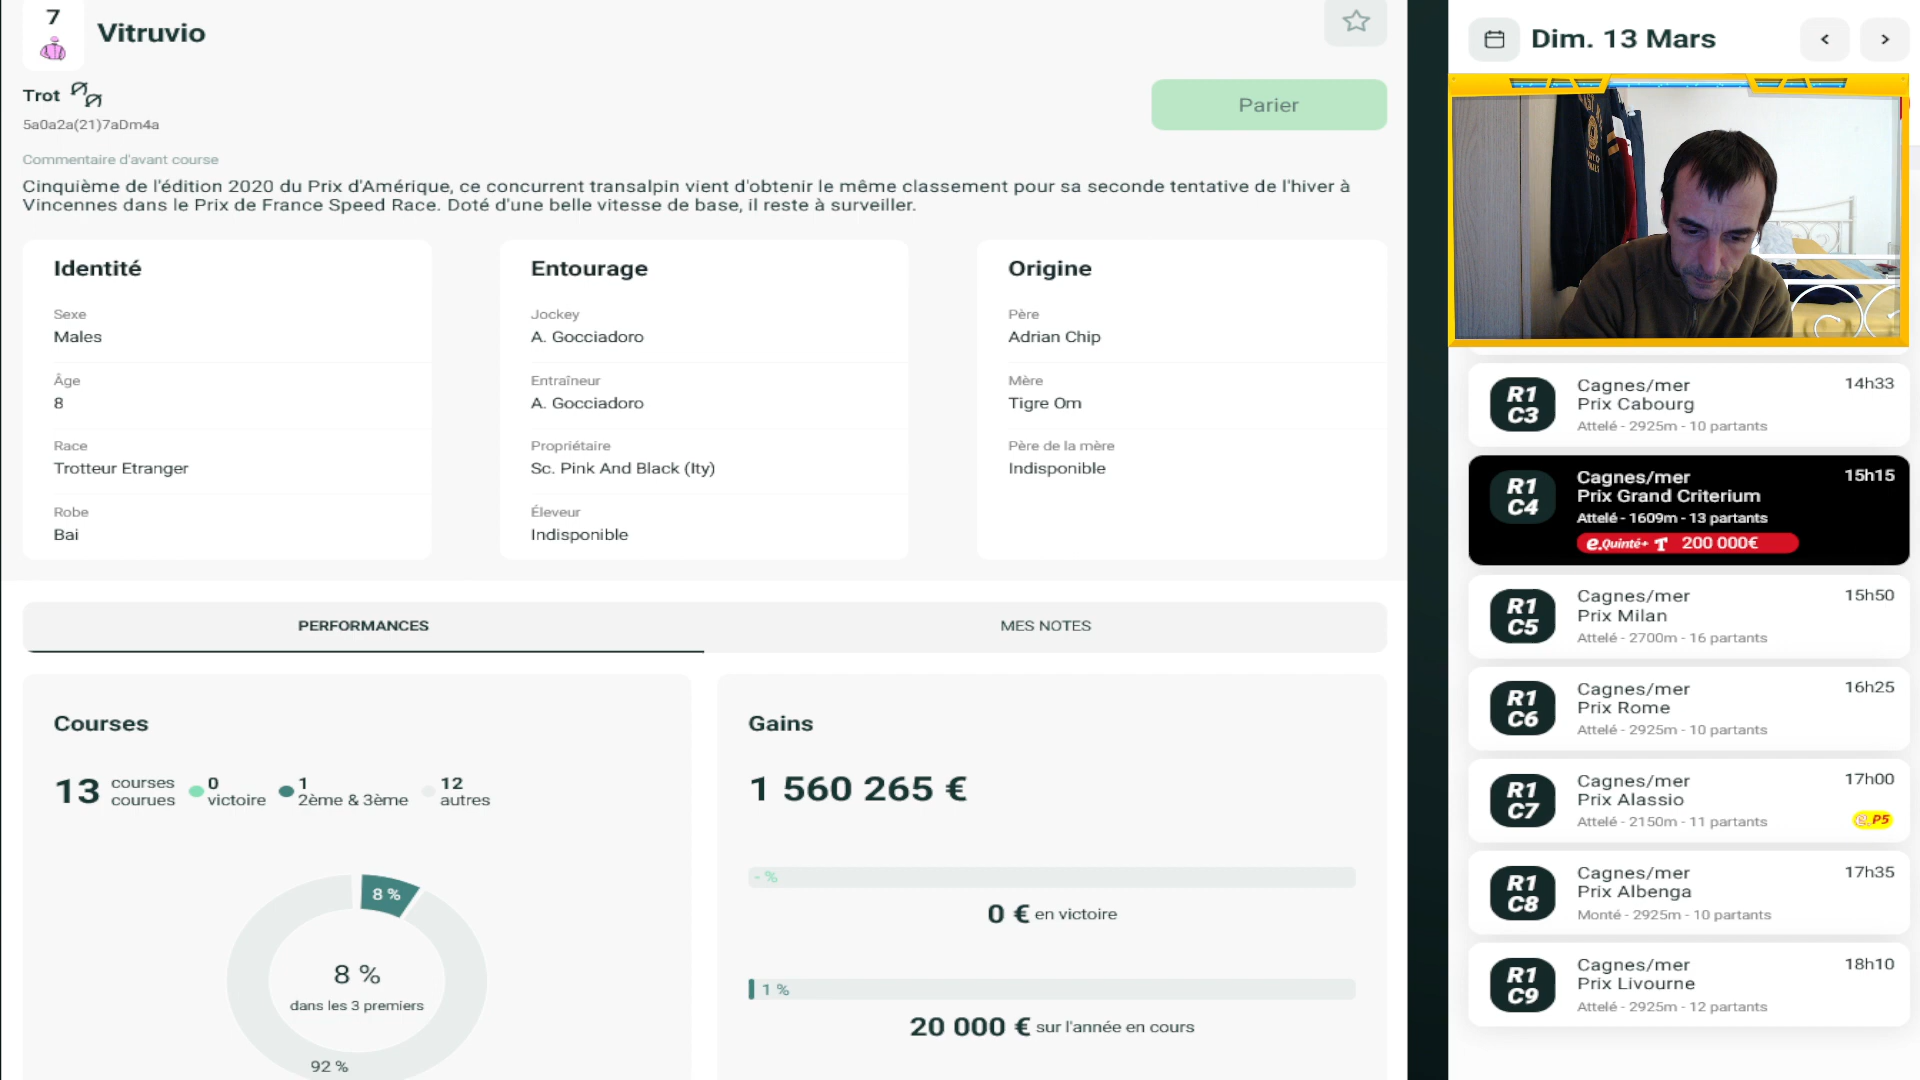 7
Vitruvio
Trot
5a0a2a(21)7aDm4a
Parier
Commentaire d'avant course
Cinquième de l'édition 2020 du Prix d'Amérique, ce concurrent transalpin vient d'obtenir le même classement pour sa seconde tentative de l'hiver à
Vincennes dans le Prix de France Speed Race. Doté d'une belle vitesse de base, il reste à surveiller.
Identité
Sexe
Males
Âge
8
Race
Trotteur Etranger
Robe
Bai
Entourage
Jockey
A. Gocciadoro
Entraîneur
A. Gocciadoro
Propriétaire
Sc. Pink And Black (Ity)
Éleveur
Indisponible
Origine
Père
Adrian Chip
Mère
Tigre Om
Père de la mère
Indisponible
PERFORMANCES
MES NOTES
Courses
13 courses courues
0 victoire
1 2ème & 3ème
12 autres
8 %
8 %
dans les 3 premiers
92 %
Gains
1 560 265 €
- %
0 € en victoire
1 %
20 000 € sur l'année en cours
Dim. 13 Mars
< >
R1 C3
Cagnes/mer 14h33
Prix Cabourg
Attelé - 2925m - 10 partants
R1 C4
Cagnes/mer 15h15
Prix Grand Criterium
Attelé - 1609m - 13 partants
e.Quinté+ T 200 000€
R1 C5
Cagnes/mer 15h50
Prix Milan
Attelé - 2700m - 16 partants
R1 C6
Cagnes/mer 16h25
Prix Rome
Attelé - 2925m - 10 partants
R1 C7
Cagnes/mer 17h00
Prix Alassio
Attelé - 2150m - 11 partants
P5
R1 C8
Cagnes/mer 17h35
Prix Albenga
Monté - 2925m - 10 partants
R1 C9
Cagnes/mer 18h10
Prix Livourne
Attelé - 2925m - 12 partants